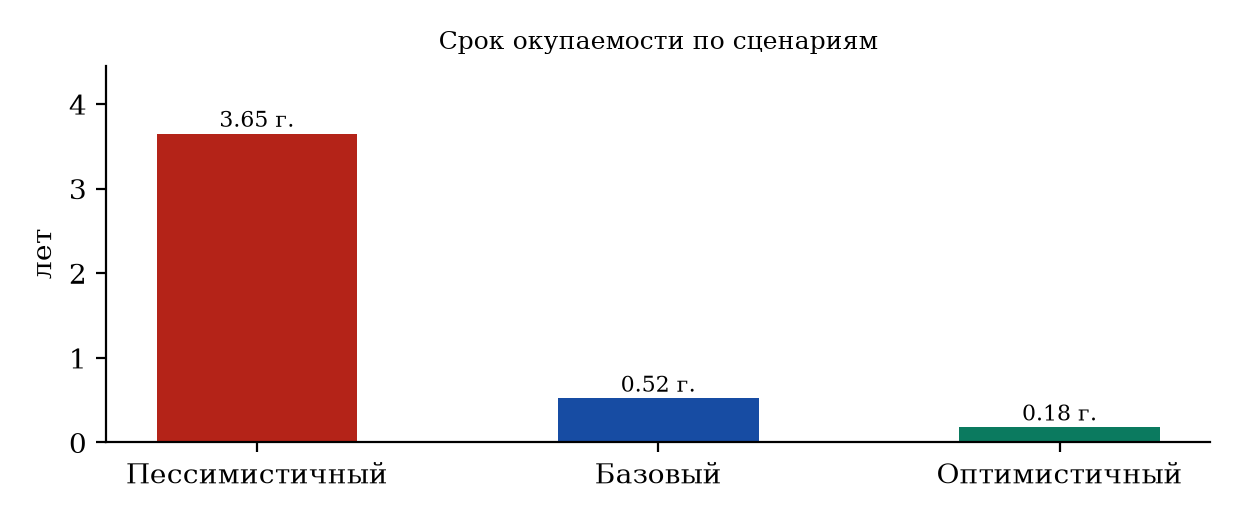 Срок окупаемости по сценариям
4
3
2
1
0
лет
3.65 г.
0.52 г.
0.18 г.
Пессимистичный
Базовый
Оптимистичный